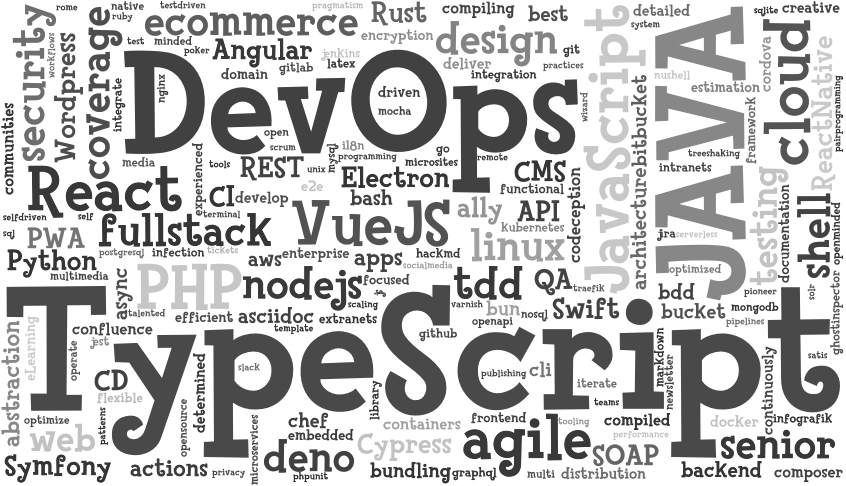 rome
native
ruby
testdriven
pragmatism
Rust
compiling
best
detailed
system
sqlite
creative
security
workflows
Wordpress
coverage
test
minded
ecommerce
poker
Angular
gitlab
jenkins
latex
encryption
design
git
deliver
practices
JavaScript
JAVA
cordova
cloud
ReactNative
pairprogramming
communities
integrate
DevOps
domain
nginx
driven
mocha
integration
wizard
nushell
estimation
bitbucket
architecture
framework
treeshaking
intranets
media
experienced
tools
open
scrum
REST
unix
mysql
i18n
programming
go
microsites
remote
CMS
functional
React
CI
develop
terminal
e2e
Electron
bash
selfdriven
self
sql
PWA
fullstack
VueJS
ally
API
Kubernetes
codeception
jira
serverless
testing
documentation
shell
openminded
Python
postgresql
infection
tickets
aws
enterprise
apps
hackmd
socialmedia
linux
optimized
multimedia
async
PHP
nodejs
focused
tdd
QA
traefik
bdd
pioneer
solr
ghostinspector
talented
efficient
asciidoc
scaling
extranets
varnish
bun
nosql
Swift
bucket
mongodb
pipelines
confluence
jest
template
github
openapi
TypeScript
abstraction
eLearning
operate
CD
flexible
determined
slack
library
publishing
cli
iterate
teams
markdown
newsletter
continuously
satis
optimize
patterns
opensource
microservices
chef
embedded
containers
frontend
tooling
compiled
performance
docker
infografik
web
Symfony
actions
privacy
deno
phpunit
Cypress
bundling
graphql
agile
multi
distribution
SOAP
backend
senior
composer